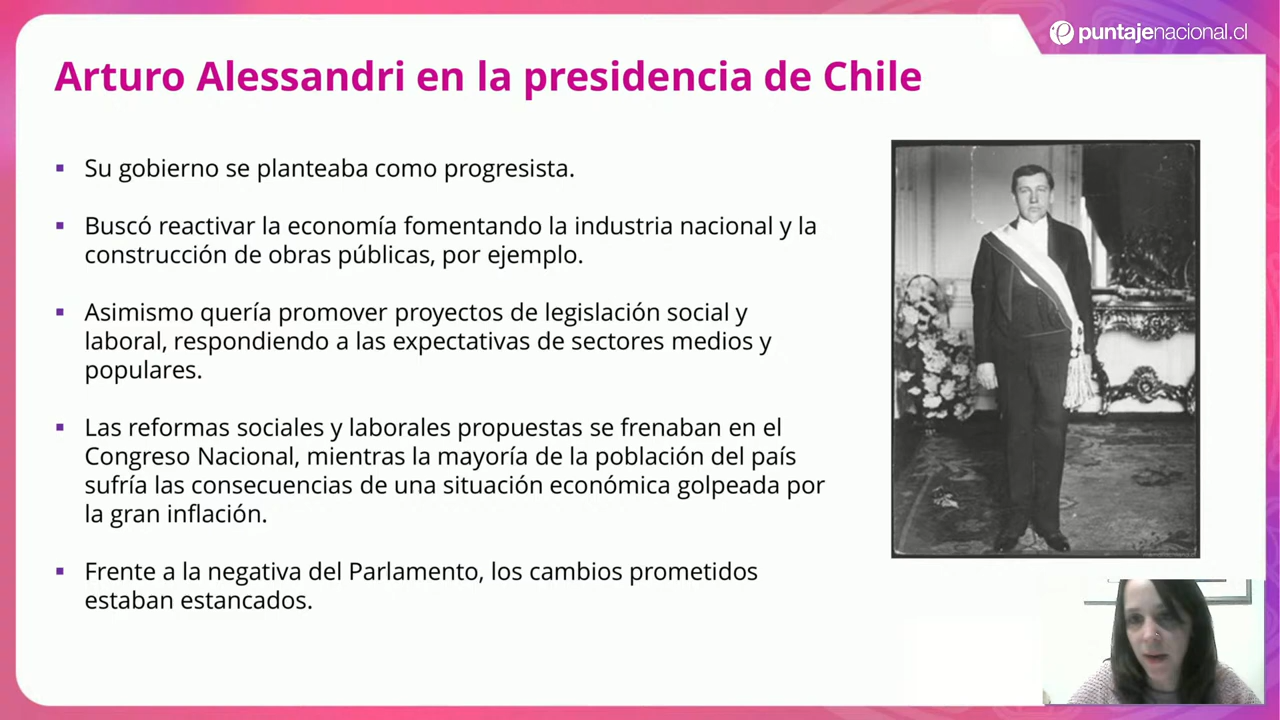 puntajenacional.cl
Arturo Alessandri en la presidencia de Chile
▪ Su gobierno se planteaba como progresista.
▪ Buscó reactivar la economía fomentando la industria nacional y la
construcción de obras públicas, por ejemplo.
▪ Asimismo quería promover proyectos de legislación social y
laboral, respondiendo a las expectativas de sectores medios y
populares.
▪ Las reformas sociales y laborales propuestas se frenaban en el
Congreso Nacional, mientras la mayoría de la población del país
sufría las consecuencias de una situación económica golpeada por
la gran inflación.
▪ Frente a la negativa del Parlamento, los cambios prometidos
estaban estancados.